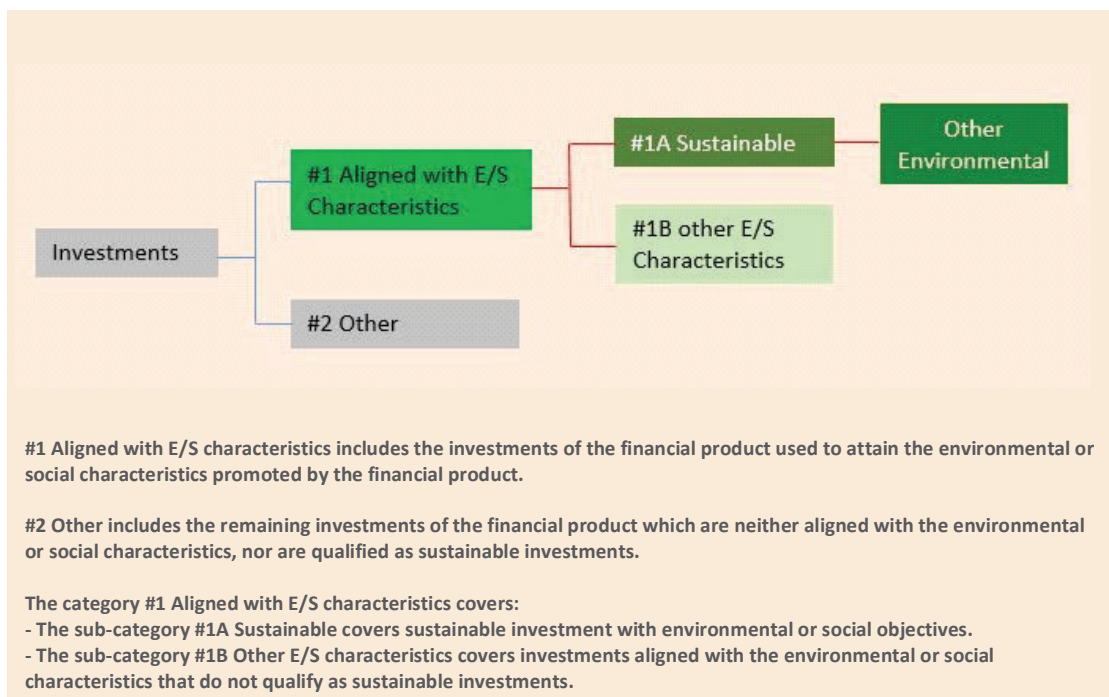 Other
Environmental
#1A Sustainable
#1 Aligned with E/S
Characteristics
#1B other E/S
Characteristics
Investments
#2 Other
#1 Aligned with E/S characteristics includes the investments of the financial product used to attain the environmental or
social characteristics promoted by the financial product.
#2 Other includes the remaining investments of the financial product which are neither aligned with the environmental
or social characteristics, nor are qualified as sustainable investments.
The category #1 Aligned with E/S characteristics covers:
- The sub-category #1A Sustainable covers sustainable investment with environmental or social objectives.
- The sub-category #1B Other E/S characteristics covers investments aligned with the environmental or social
characteristics that do not qualify as sustainable investments.